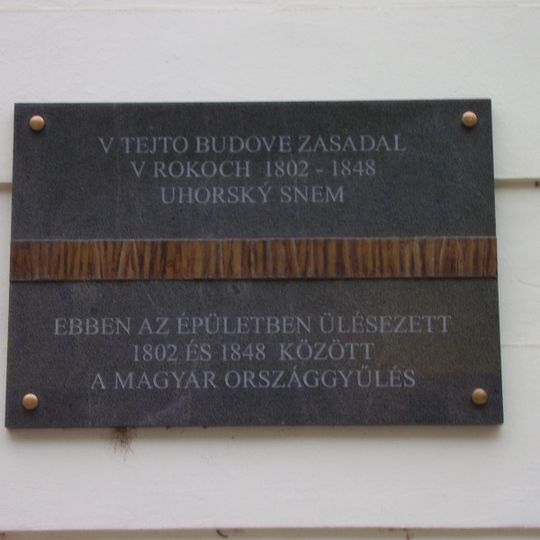 V TEJTO BUDOVE ZASADAL
V ROKOCH 1802 - 1848
UHORSKÝ SNEM
EBBEN AZ ÉPÜLETBEN ÜLÉSEZETT
1802 ÉS 1848 KÖZÖTT
A MAGYAR ORSZÁGGYŰLÉS